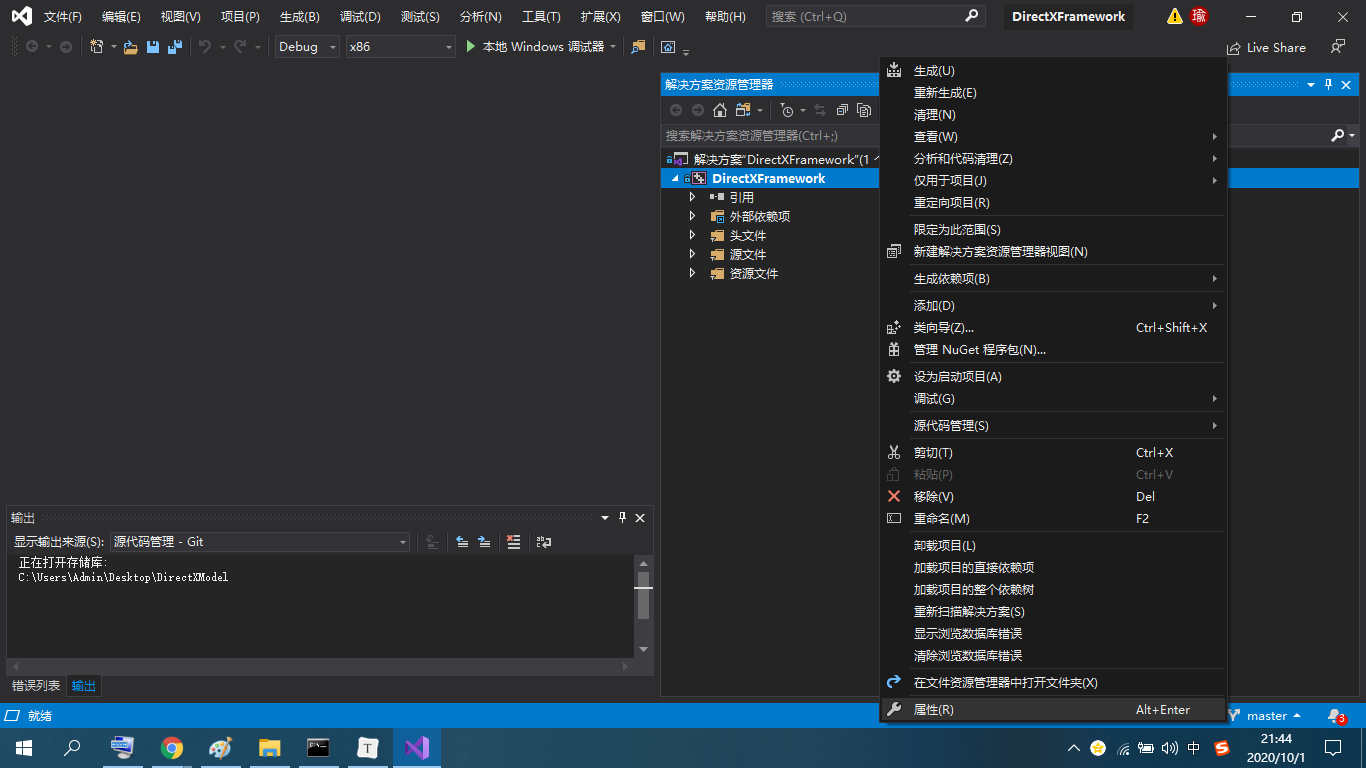 文件(F) 编辑(E) 视图(V) 项目(P) 生成(B) 调试(D) 测试(S) 分析(N) 工具(T) 扩展(X) 窗口(W) 帮助(H) 搜索 (Ctrl+Q) DirectXFramework 瑜
Debug x86 本地 Windows 调试器 Live Share
解决方案资源管理器
搜索解决方案资源管理器(Ctrl+;)
解决方案"DirectXFramework"(1
DirectXFramework
引用
外部依赖项
头文件
源文件
资源文件
生成(U)
重新生成(E)
清理(N)
查看(W)
分析和代码清理(Z)
仅用于项目(J)
重定向项目(R)
限定为此范围(S)
新建解决方案资源管理器视图(N)
生成依赖项(B)
添加(D)
类向导(Z)... Ctrl+Shift+X
管理 NuGet 程序包(N)...
设为启动项目(A)
调试(G)
源代码管理(S)
剪切(T) Ctrl+X
粘贴(P) Ctrl+V
移除(V) Del
重命名(M) F2
卸载项目(L)
加载项目的直接依赖项
加载项目的整个依赖树
重新扫描解决方案(S)
显示浏览数据库错误
清除浏览数据库错误
在文件资源管理器中打开文件夹(X)
属性(R) Alt+Enter
输出
显示输出来源(S): 源代码管理 - Git
正在打开存储库:
C:\Users\Admin\Desktop\DirectXModel
错误列表 输出
就绪 master 3
T 中 S 21:44
2020/10/1